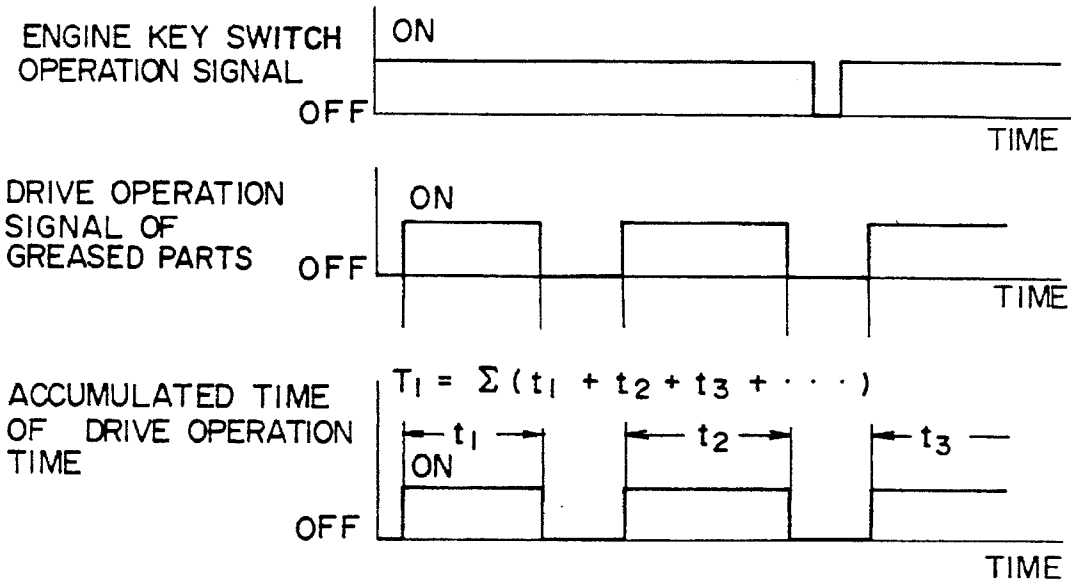 ENGINE KEY SWITCH
OPERATION SIGNAL
ON
OFF
TIME
DRIVE OPERATION
SIGNAL OF
GREASED PARTS
ON
OFF
TIME
ACCUMULATED TIME
OF DRIVE OPERATION
TIME
T₁ = Σ ( t₁ + t₂ + t₃ + · · · · )
t₁
t₂
t₃
ON
OFF
TIME